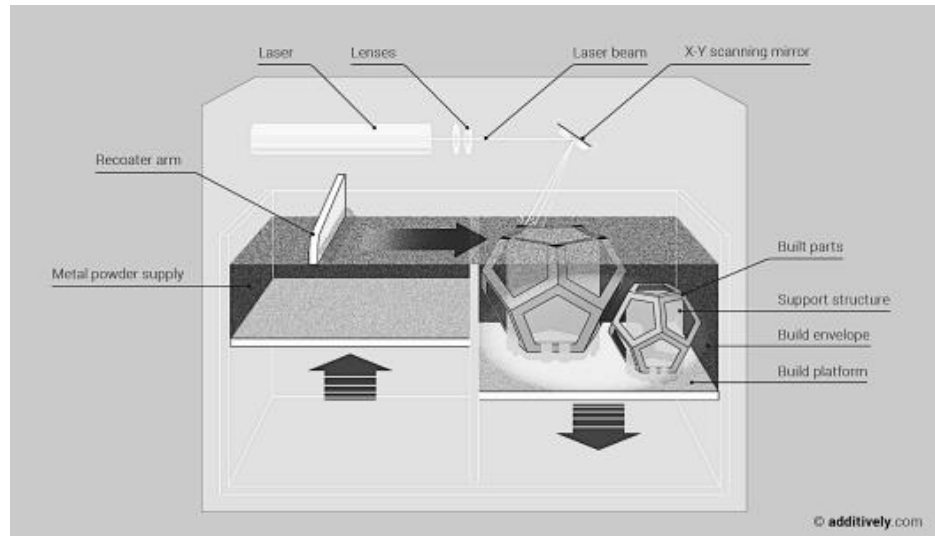 Laser
Lenses
Laser beam
X-Y scanning mirror
Recoater arm
Metal powder supply
Built parts
Support structure
Build envelope
Build platform
© additively.com